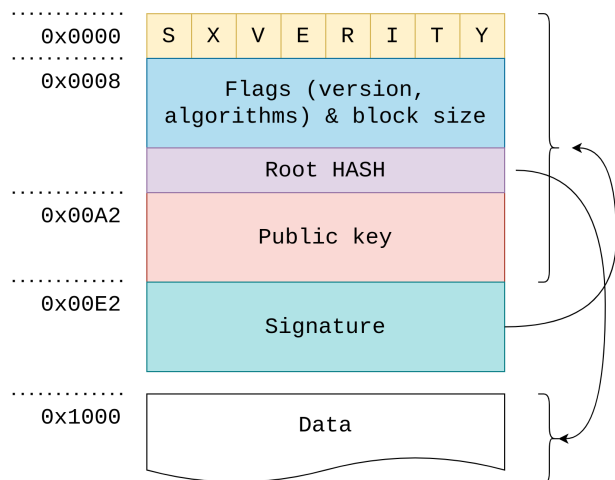 0x0000
S X V E R I T Y
0x0008
Flags (version,
algorithms) & block size
Root HASH
0x00A2
Public key
0x00E2
Signature
0x1000
Data